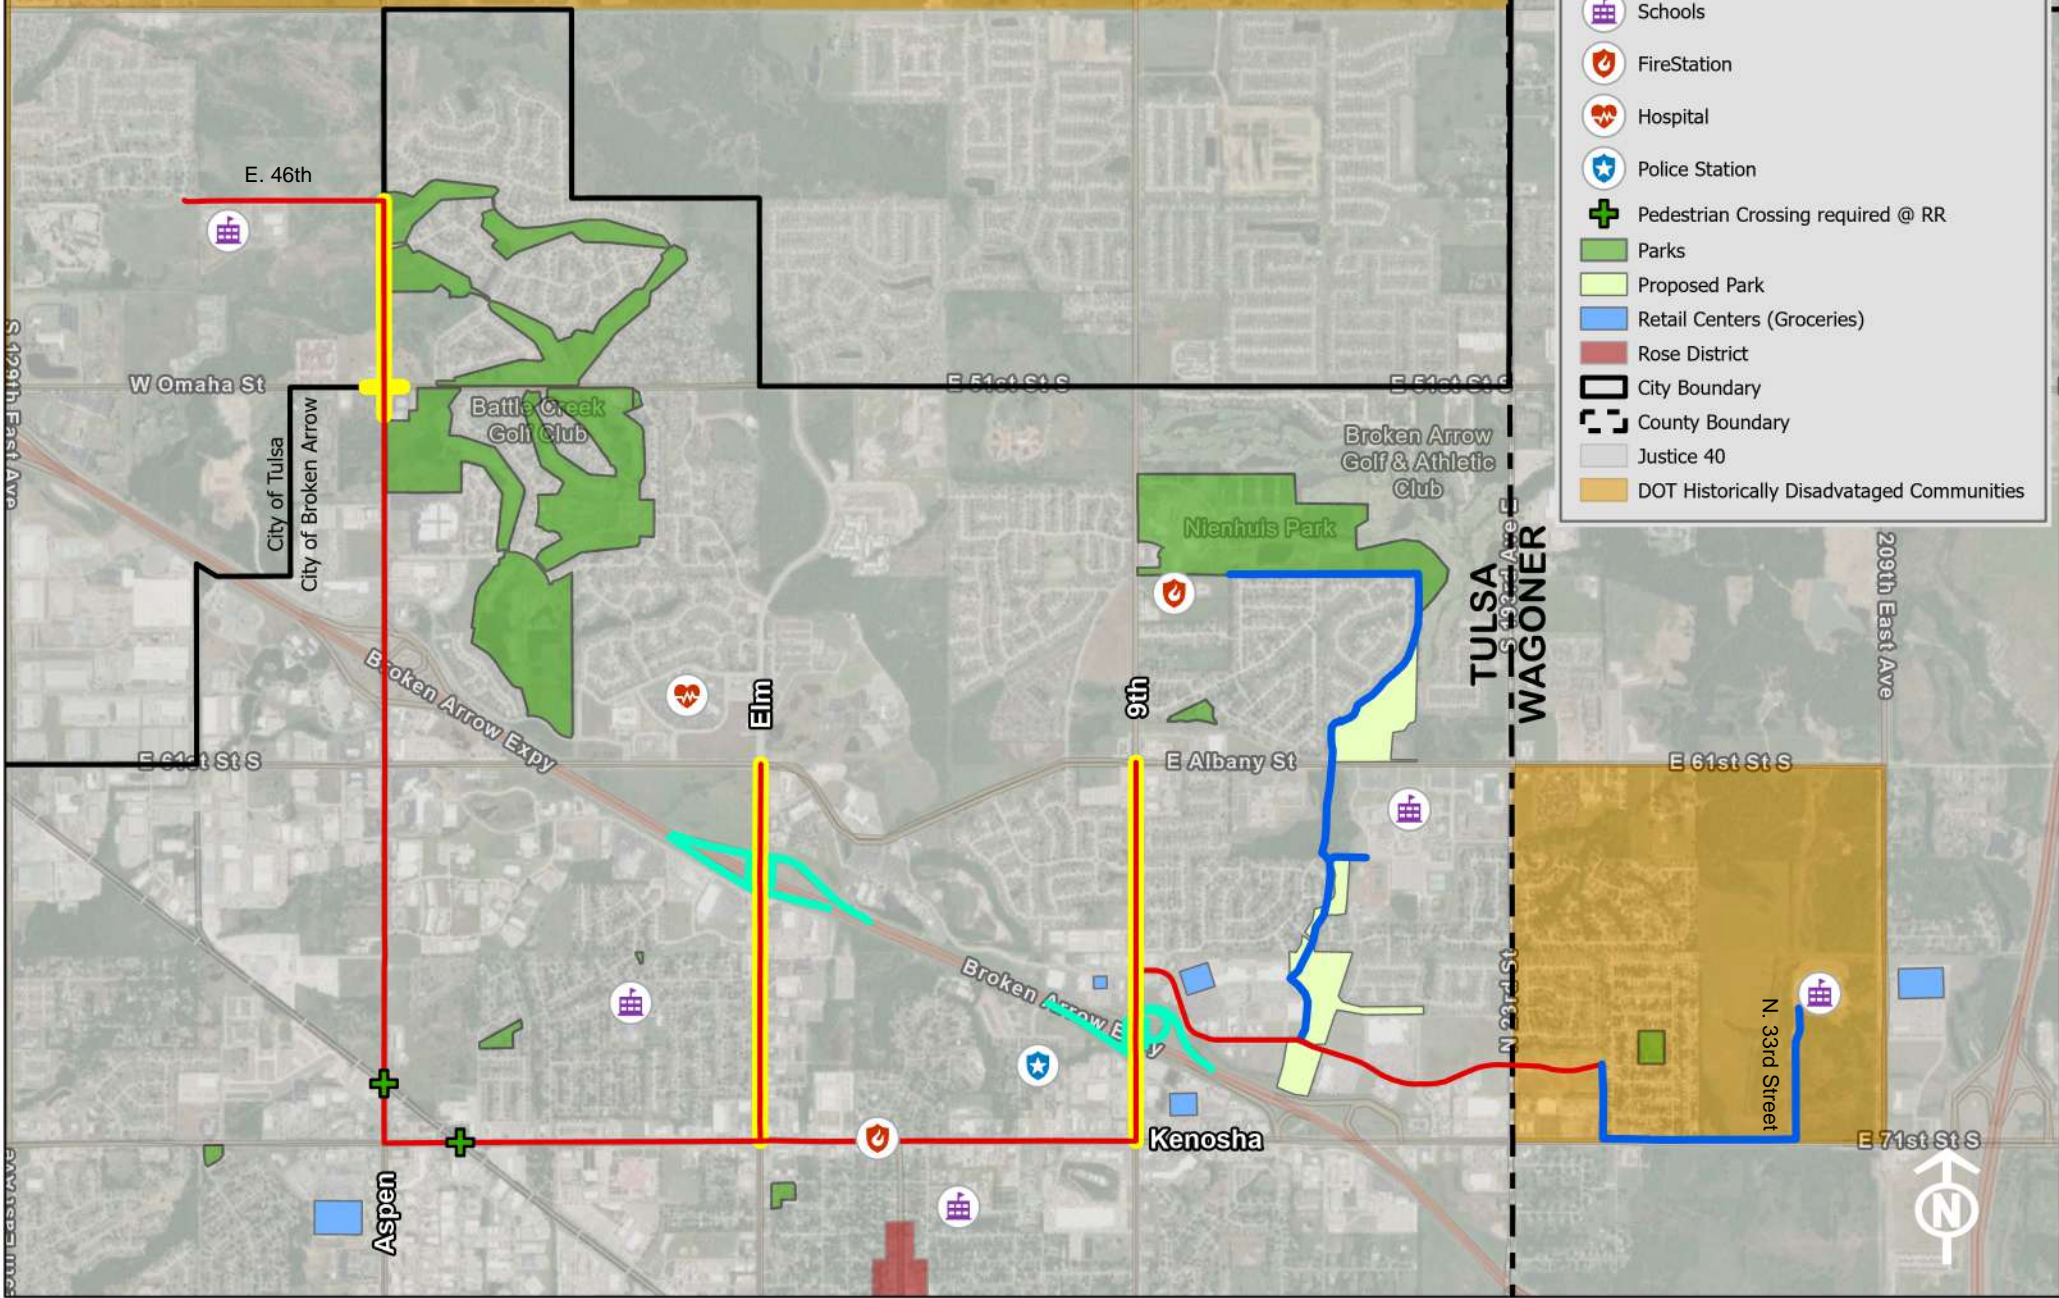 Schools
FireStation
Hospital
Police Station
Pedestrian Crossing required @ RR
Parks
Proposed Park
Retail Centers (Groceries)
Rose District
City Boundary
County Boundary
Justice 40
DOT Historically Disadvataged Communities
E. 46th
S 129th East Ave
W Omaha St
E 51st St S
E 51st St S
Battle Creek
Golf Club
City of Tulsa
City of Broken Arrow
Broken Arrow
Golf & Athletic
Club
Nienhuis Park
TULSA
S 193rd Ave E
WAGONER
209th East Ave
Broken Arrow Expy
Elm
9th
E 61st St S
E Albany St
E 61st St S
Broken Arrow Expy
N 23rd St
N. 33rd Street
Kenosha
E 71st St S
Aspen
East Ave
N